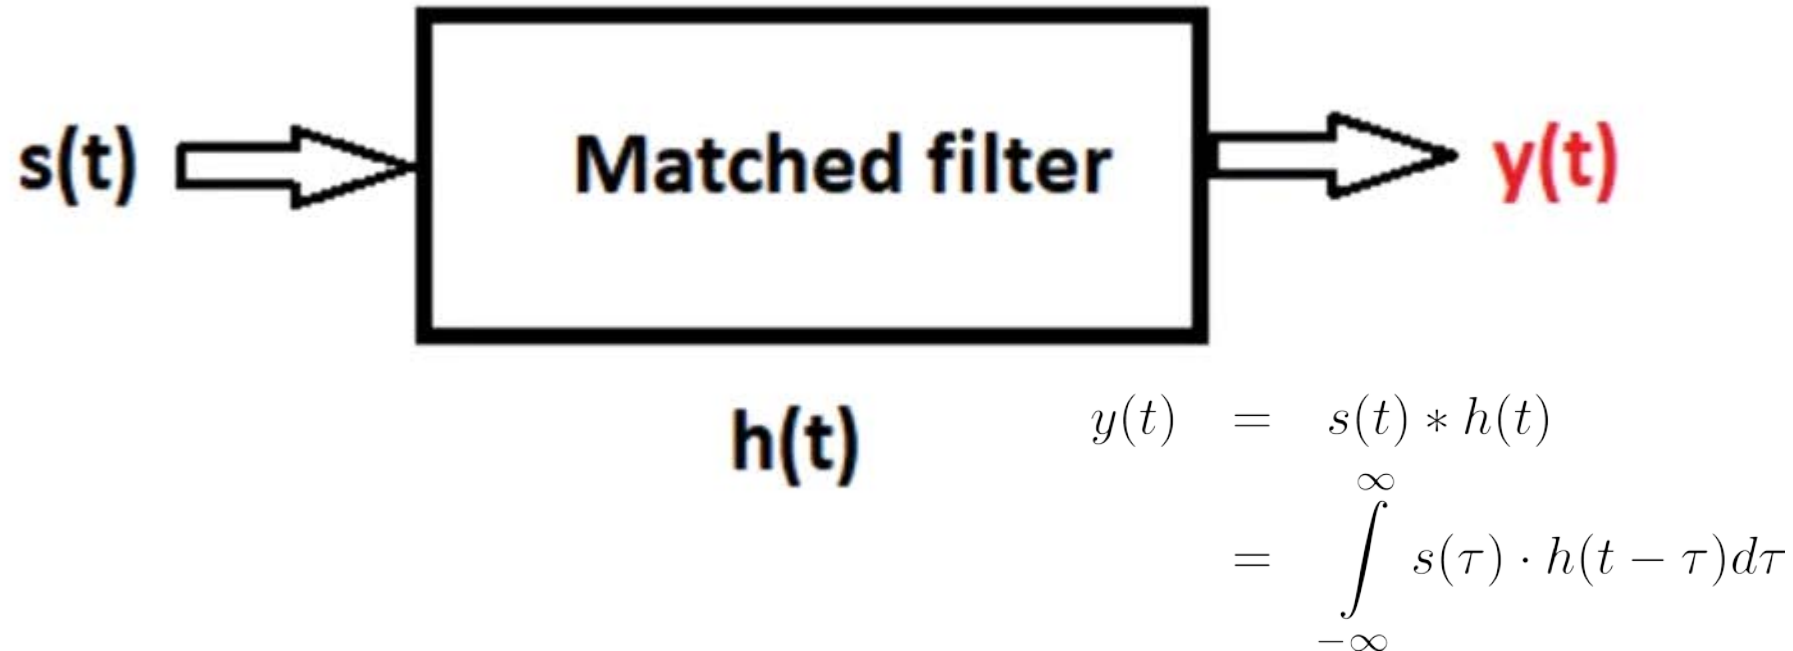 s(t)
Matched filter
y(t)
h(t)
y(t) = s(t) ∗ h(t)
= ∫_{−∞}^{∞} s(τ) · h(t − τ)dτ